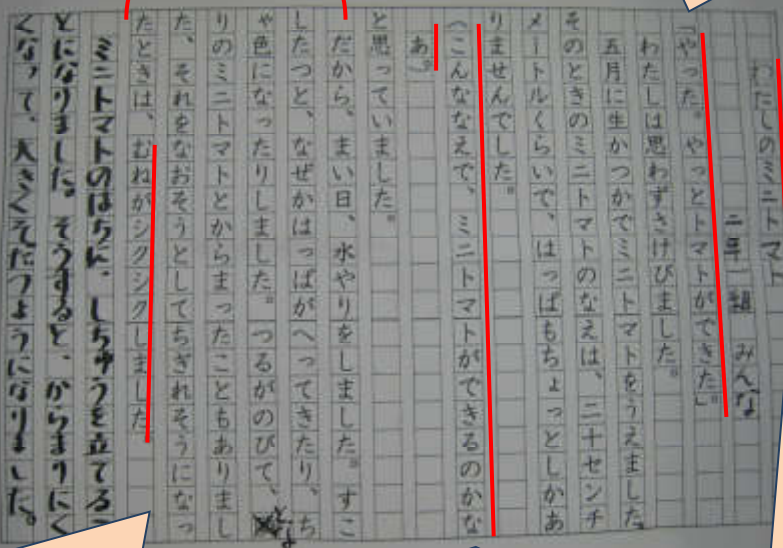 わたしのミニトマト
二年一組　みんな
「やった。やっとトマトができた」。
わたしは思わずさけびました。
五月に生かつかでミニトマトをうえました。
そのときのミニトマトのなえは、二十センチ
メートルくらいで、はっぱもちょっとしかあ
りませんでした。
（こんななえで、ミニトマトができるのかな
あ。）
と思っていました。
だから、まい日、水やりをしました。すこ
したつと、なぜかはっぱがへってきたり、ち
ゃ色になったりしました。つるがのびて、とな
りのミニトマトとからまったこともありまし
た。それをなおそうとしてちぎれそうになっ
たときは、むねがシクシクしました。
ミニトマトのはちに、しちゅうを立てるこ
とになりました。そうすると、からまりにく
くなって、大きくそだつようになりました。